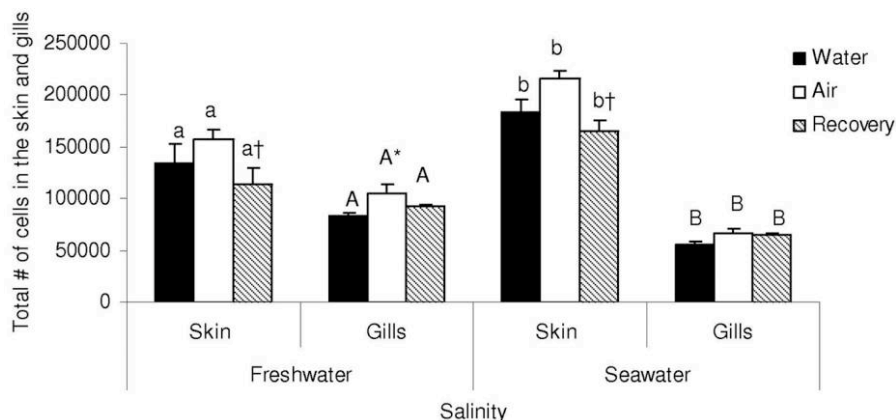 Total # of cells in the skin and gills
250000
200000
150000
100000
50000
0
a
a
a†
A
A*
A
b
b
b†
B
B
B
Water
Air
Recovery
Skin
Gills
Skin
Gills
Freshwater
Seawater
Salinity